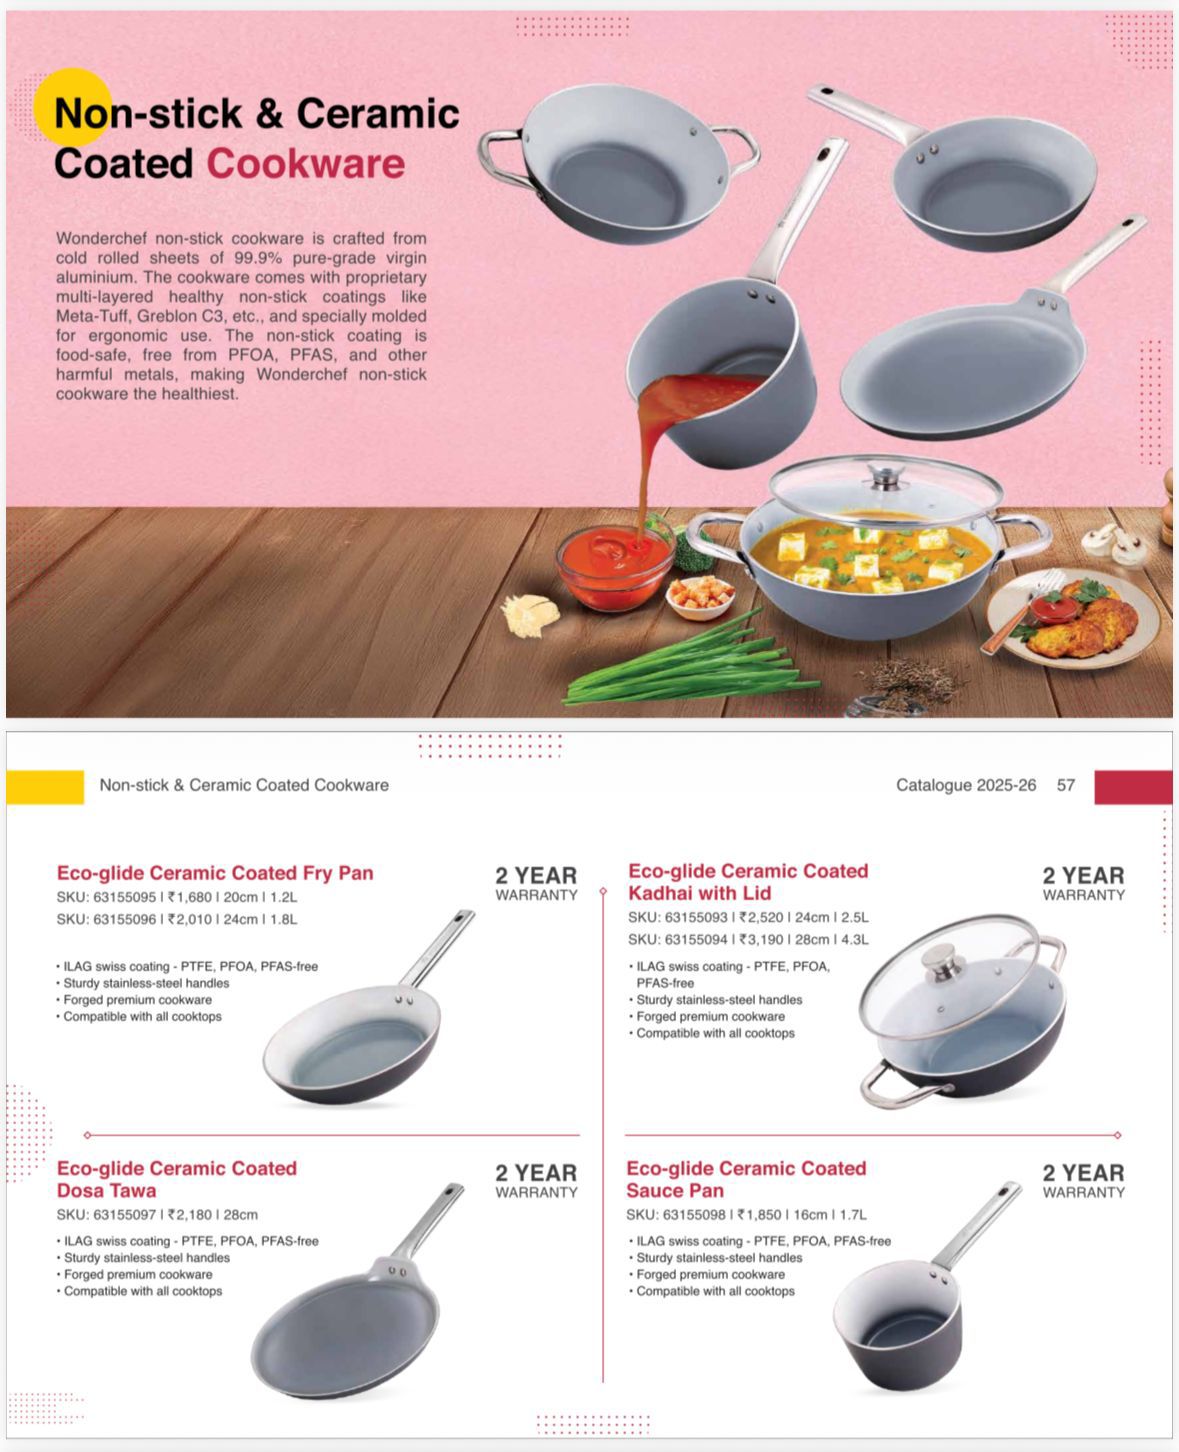 Non-stick & Ceramic
Coated Cookware
Wonderchef non-stick cookware is crafted from
cold rolled sheets of 99.9% pure-grade virgin
aluminium. The cookware comes with proprietary
multi-layered healthy non-stick coatings like
Meta-Tuff, Greblon C3, etc., and specially molded
for ergonomic use. The non-stick coating is
food-safe, free from PFOA, PFAS, and other
harmful metals, making Wonderchef non-stick
cookware the healthiest.
Non-stick & Ceramic Coated Cookware
Catalogue 2025-26 57
Eco-glide Ceramic Coated Fry Pan
SKU: 63155095 I ₹1,680 I 20cm I 1.2L
SKU: 63155096 I ₹2,010 I 24cm I 1.8L
2 YEAR
WARRANTY
• ILAG swiss coating - PTFE, PFOA, PFAS-free
• Sturdy stainless-steel handles
• Forged premium cookware
• Compatible with all cooktops
Eco-glide Ceramic Coated
Kadhai with Lid
SKU: 63155093 I ₹2,520 I 24cm I 2.5L
SKU: 63155094 I ₹3,190 I 28cm I 4.3L
2 YEAR
WARRANTY
• ILAG swiss coating - PTFE, PFOA,
PFAS-free
• Sturdy stainless-steel handles
• Forged premium cookware
• Compatible with all cooktops
Eco-glide Ceramic Coated
Dosa Tawa
SKU: 63155097 I ₹2,180 I 28cm
2 YEAR
WARRANTY
• ILAG swiss coating - PTFE, PFOA, PFAS-free
• Sturdy stainless-steel handles
• Forged premium cookware
• Compatible with all cooktops
Eco-glide Ceramic Coated
Sauce Pan
SKU: 63155098 I ₹1,850 I 16cm I 1.7L
2 YEAR
WARRANTY
• ILAG swiss coating - PTFE, PFOA, PFAS-free
• Sturdy stainless-steel handles
• Forged premium cookware
• Compatible with all cooktops